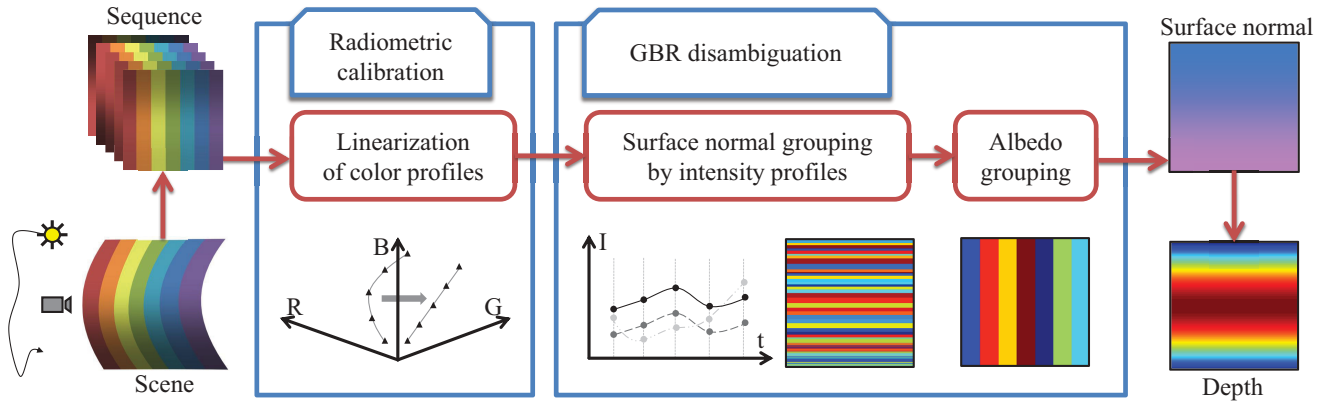 Sequence
Radiometric
calibration
GBR disambiguation
Surface normal
Linearization
of color profiles
Surface normal grouping
by intensity profiles
Albedo
grouping
B
R
G
I
t
Scene
Depth